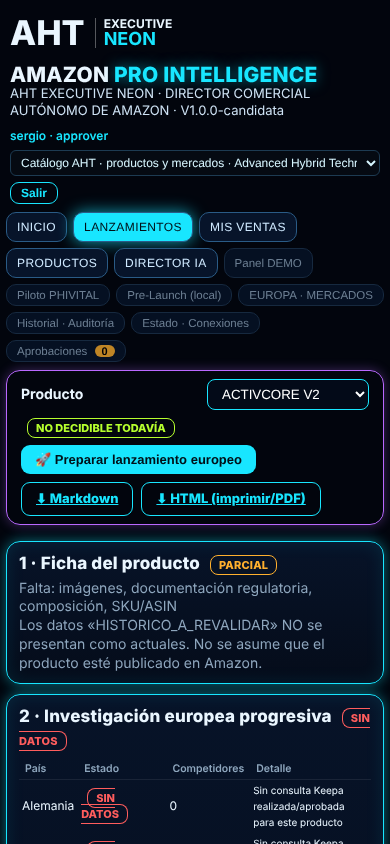 AHT EXECUTIVE
NEON
AMAZON PRO INTELLIGENCE
AHT EXECUTIVE NEON · DIRECTOR COMERCIAL
AUTÓNOMO DE AMAZON · V1.0.0-candidata
sergio · approver
Catálogo AHT · productos y mercados · Advanced Hybrid
Salir
INICIO LANZAMIENTOS MIS VENTAS
PRODUCTOS DIRECTOR IA Panel DEMO
Piloto PHIVITAL Pre-Launch (local) EUROPA · MERCADOS
Historial · Auditoría Estado · Conexiones
Aprobaciones 0
Producto ACTIVCORE V2
NO DECIDIBLE TODAVÍA
🚀 Preparar lanzamiento europeo
⬇ Markdown ⬇ HTML (imprimir/PDF)
1 · Ficha del producto PARCIAL
Falta: imágenes, documentación regulatoria,
composición, SKU/ASIN
Los datos «HISTORICO_A_REVALIDAR» NO se
presentan como actuales. No se asume que el
producto esté publicado en Amazon.
2 · Investigación europea progresiva SIN
DATOS
País Estado Competidores Detalle
Alemania SIN DATOS 0 Sin consulta Keepa
realizada/aprobada
para este producto
SIN Sin consulta Keepa